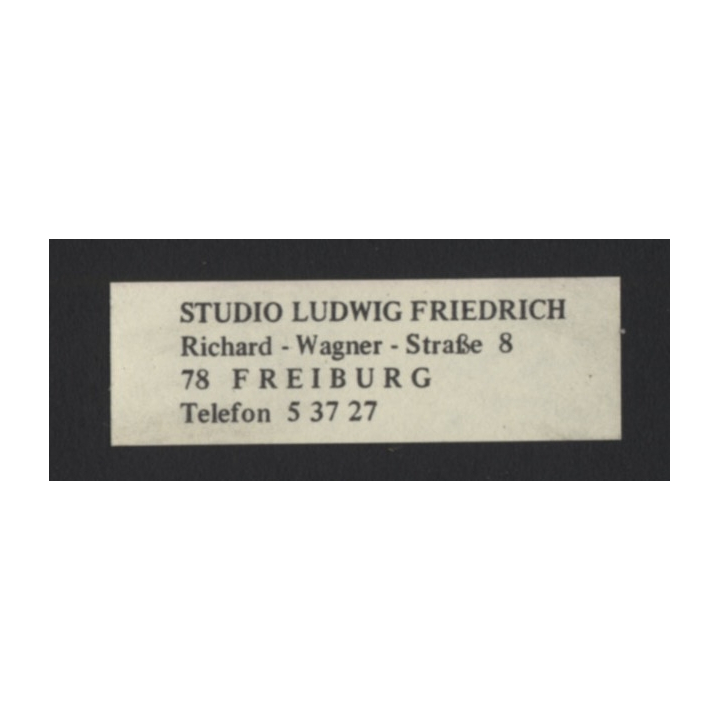 STUDIO LUDWIG FRIEDRICH
Richard - Wagner - Straße 8
78 FREIBURG
Telefon 5 37 27